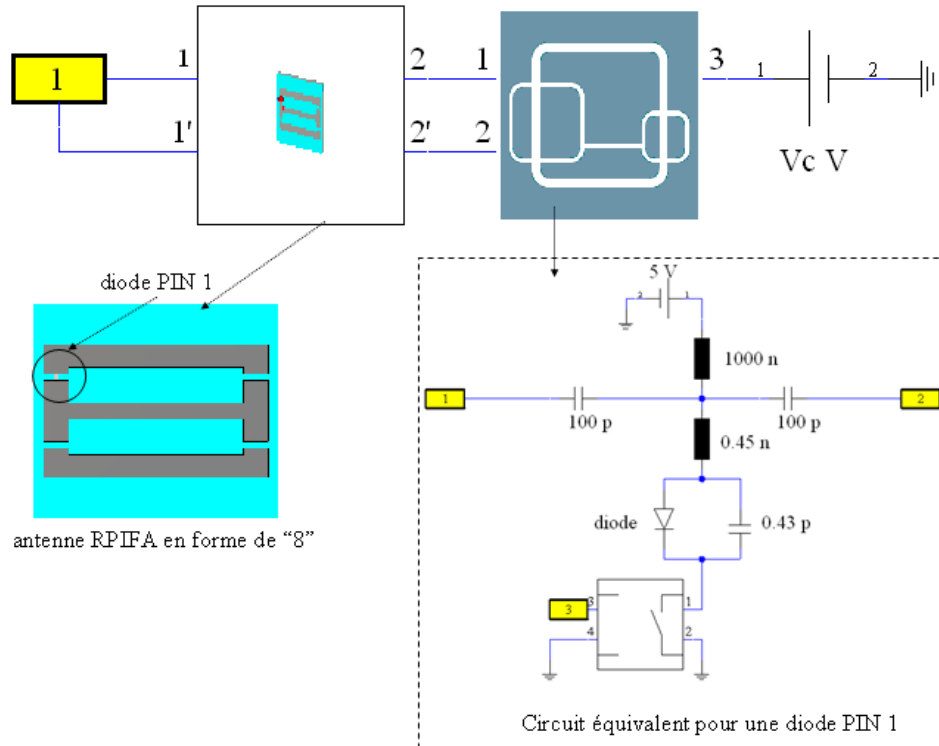 1 1 2 1 3 1 2
1' 2' 2
Vc V
diode PIN 1
5 V
2 1
1000 n
1 2
100 p 100 p
0.45 n
diode 0.43 p
3 3 1
4 2
antenne RPIFA en forme de “8”
Circuit équivalent pour une diode PIN 1